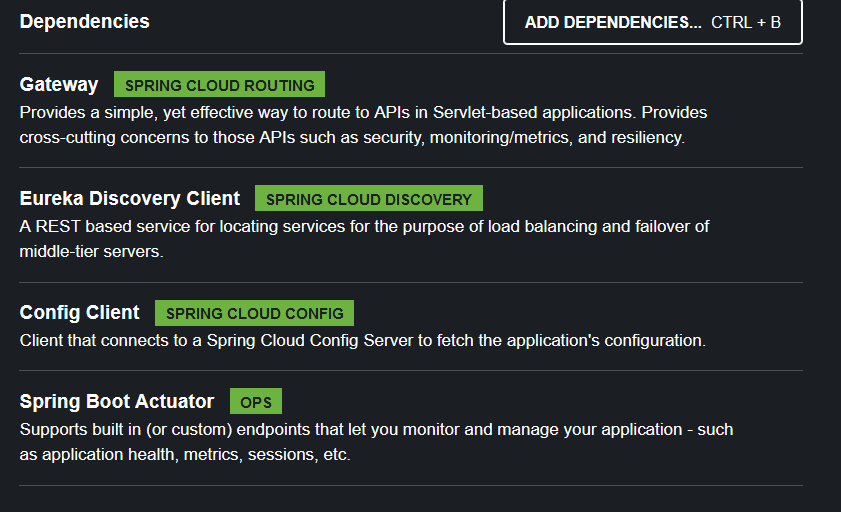 Dependencies
ADD DEPENDENCIES... CTRL + B
Gateway SPRING CLOUD ROUTING
Provides a simple, yet effective way to route to APIs in Servlet-based applications. Provides
cross-cutting concerns to those APIs such as security, monitoring/metrics, and resiliency.
Eureka Discovery Client SPRING CLOUD DISCOVERY
A REST based service for locating services for the purpose of load balancing and failover of
middle-tier servers.
Config Client SPRING CLOUD CONFIG
Client that connects to a Spring Cloud Config Server to fetch the application's configuration.
Spring Boot Actuator OPS
Supports built in (or custom) endpoints that let you monitor and manage your application - such
as application health, metrics, sessions, etc.